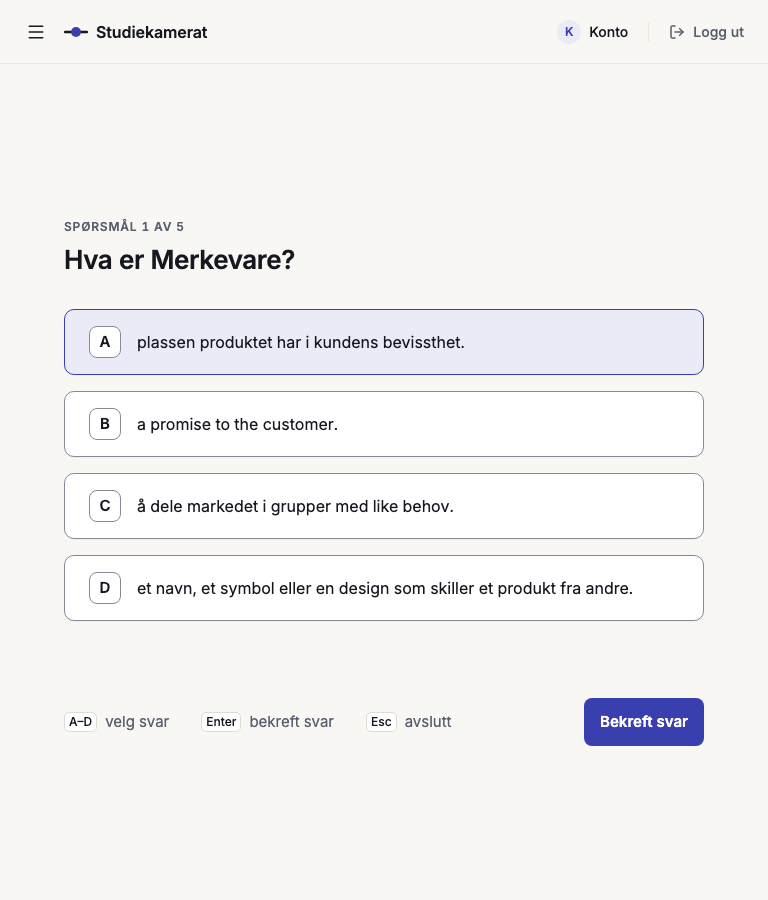 Studiekamerat
K Konto
Logg ut
SPØRSMÅL 1 AV 5
Hva er Merkevare?
A plassen produktet har i kundens bevissthet.
B a promise to the customer.
C å dele markedet i grupper med like behov.
D et navn, et symbol eller en design som skiller et produkt fra andre.
A–D velg svar Enter bekreft svar Esc avslutt
Bekreft svar